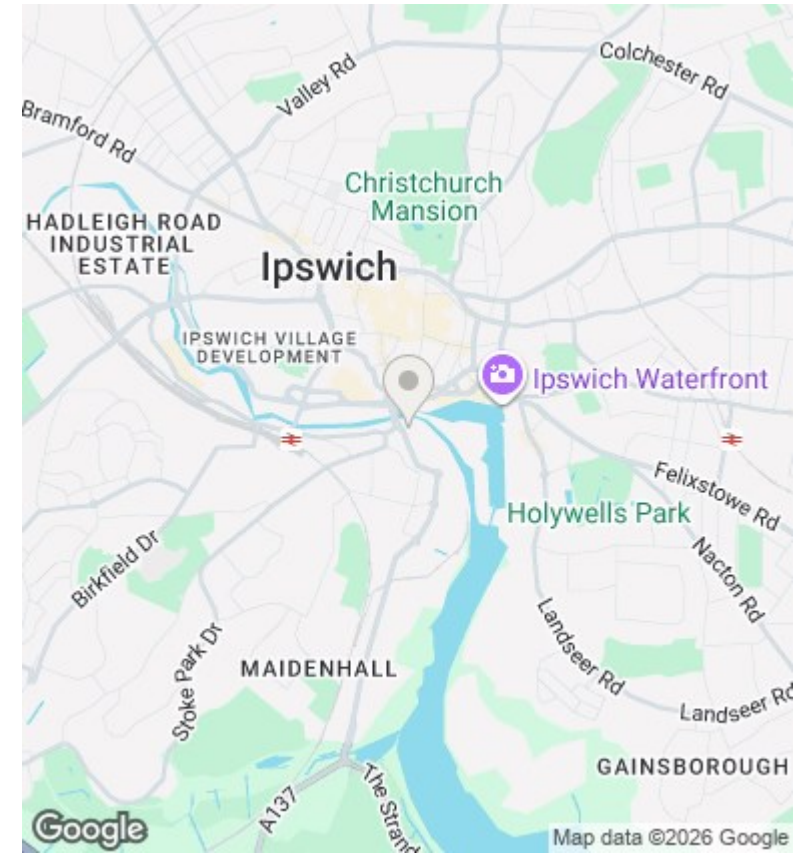 Colchester Rd
Valley Rd
Bramford Rd
Christchurch
Mansion
HADLEIGH ROAD
INDUSTRIAL
ESTATE
Ipswich
IPSWICH VILLAGE
DEVELOPMENT
Ipswich Waterfront
Felixstowe Rd
Holywells Park
Nacton Rd
Birkfield Dr
Stoke Park Dr
Landseer Rd
MAIDENHALL
Landseer Rd
GAINSBOROUGH
A137
The Strand
Google
Map data ©2026 Google